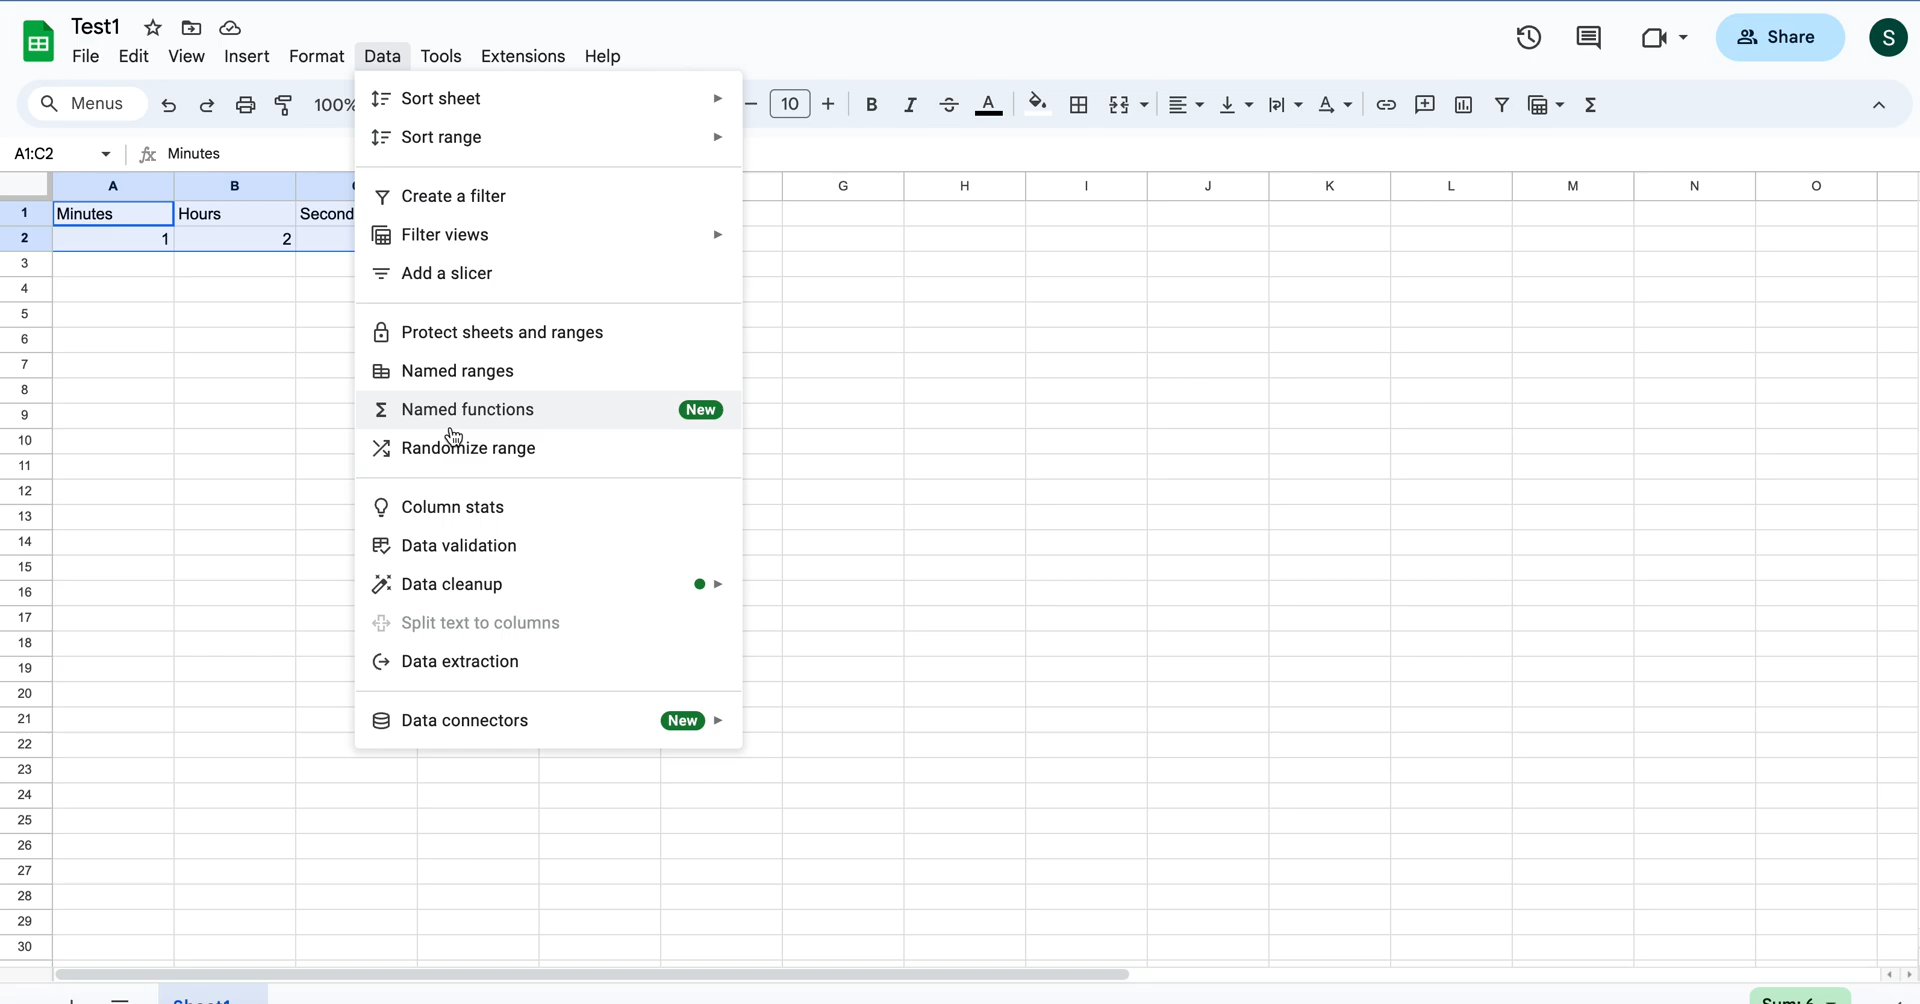 Test1
File Edit View Insert Format Data Tools Extensions Help
Share
S
Menus 100% 10 B I A A Σ
A1:C2 fx Minutes
A B G H I J K L M N O
1 Minutes Hours Second
2 1 2
3
4
5
6
7
8
9
10
11
12
13
14
15
16
17
18
19
20
21
22
23
24
25
26
27
28
29
30
Sort sheet
Sort range
Create a filter
Filter views
Add a slicer
Protect sheets and ranges
Named ranges
Σ Named functions New
Randomize range
Column stats
Data validation
Data cleanup
Split text to columns
Data extraction
Data connectors New
Sheet1 Sum: 6